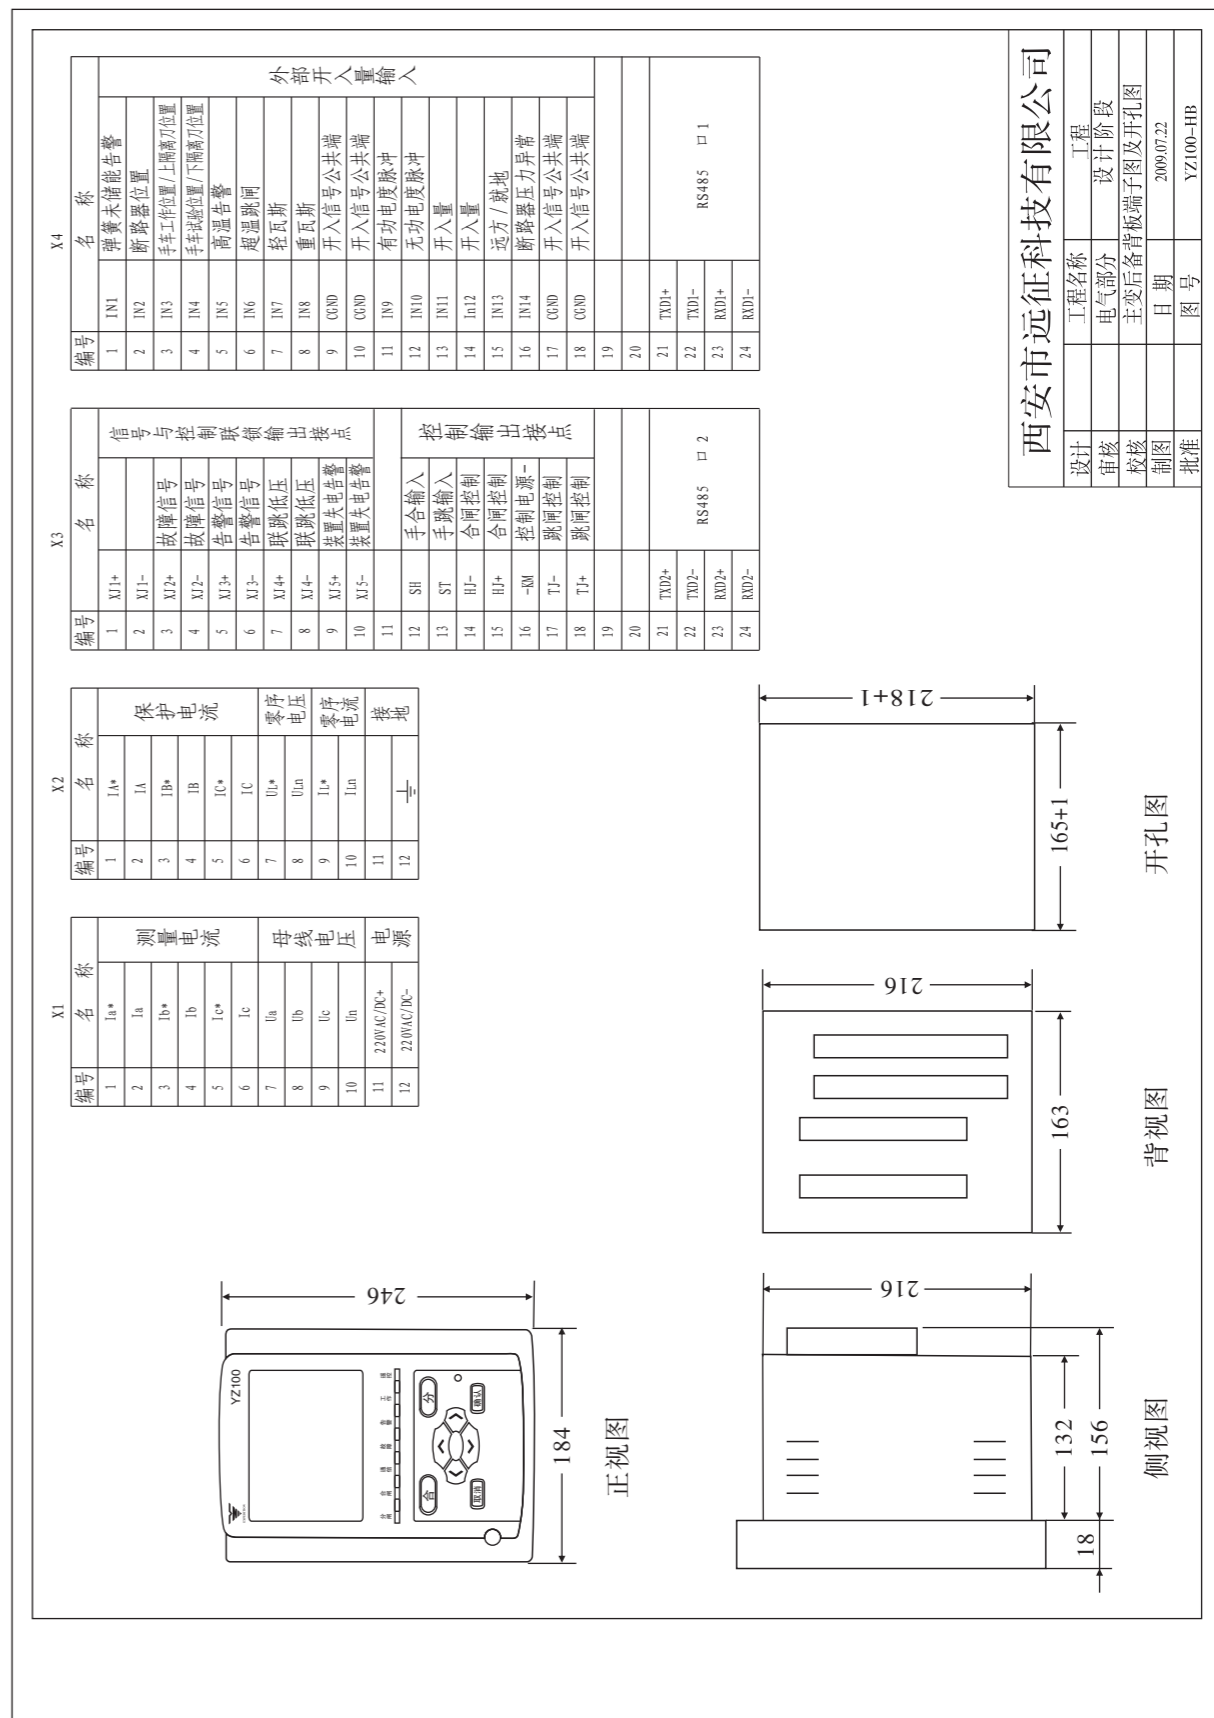 X1
编号 名 称
1 Ia*
2 Ia
3 Ib*
4 Ib
5 Ic*
6 Ic
测量电流
7 Ua
8 Ub
9 Uc
10 Un
母线电压
11 220VAC/DC+
12 220VAC/DC-
电源
X2
编号 名 称
1 IA*
2 IA
3 IB*
4 IB
5 IC*
6 IC
保护电流
7 UL*
8 ULn
零序电压
9 IL*
10 ILn
零序电流
11
12
接地
X3
编号 名 称
1 XJ1+
2 XJ1-
3 XJ2+ 故障信号
4 XJ2- 故障信号
5 XJ3+ 告警信号
6 XJ3- 告警信号
7 XJ4+ 联跳低压
8 XJ4- 联跳低压
9 XJ5+ 装置失电告警
10 XJ5- 装置失电告警
信号与控制联锁输出接点
11
12 SH 手合输入
13 ST 手跳输入
14 HJ- 合闸控制
15 HJ+ 合闸控制
16 -KM 控制电源-
17 TJ- 跳闸控制
18 TJ+ 跳闸控制
控制输出接点
19
20
21 TXD2+
22 TXD2-
23 RXD2+
24 RXD2-
RS485 口 2
X4
编号 名 称
1 IN1 弹簧未储能告警
2 IN2 断路器位置
3 IN3 手车工作位置/上隔离刀位置
4 IN4 手车试验位置/下隔离刀位置
5 IN5 高温告警
6 IN6 超温跳闸
7 IN7 轻瓦斯
8 IN8 重瓦斯
9 CGND 开入信号公共端
10 CGND 开入信号公共端
11 IN9 有功电度脉冲
12 IN10 无功电度脉冲
13 IN11 开入量
14 In12 开入量
15 IN13 远方/就地
16 IN14 断路器压力异常
17 CGND 开入信号公共端
18 CGND 开入信号公共端
外部开入量输入
19
20
21 TXD1+
22 TXD1-
23 RXD1+
24 RXD1-
RS485 口 1
YZ100
合
分
取消
确认
246
184
正视图
216
132
156
18
侧视图
216
163
背视图
218+1
165+1
开孔图
西安市远征科技有限公司
设计 工程名称 工程
审核 电气部分 设计阶段
校核 主变后备背板端子图及开孔图
制图 日期 2009.07.22
批准 图号 YZ100-HB